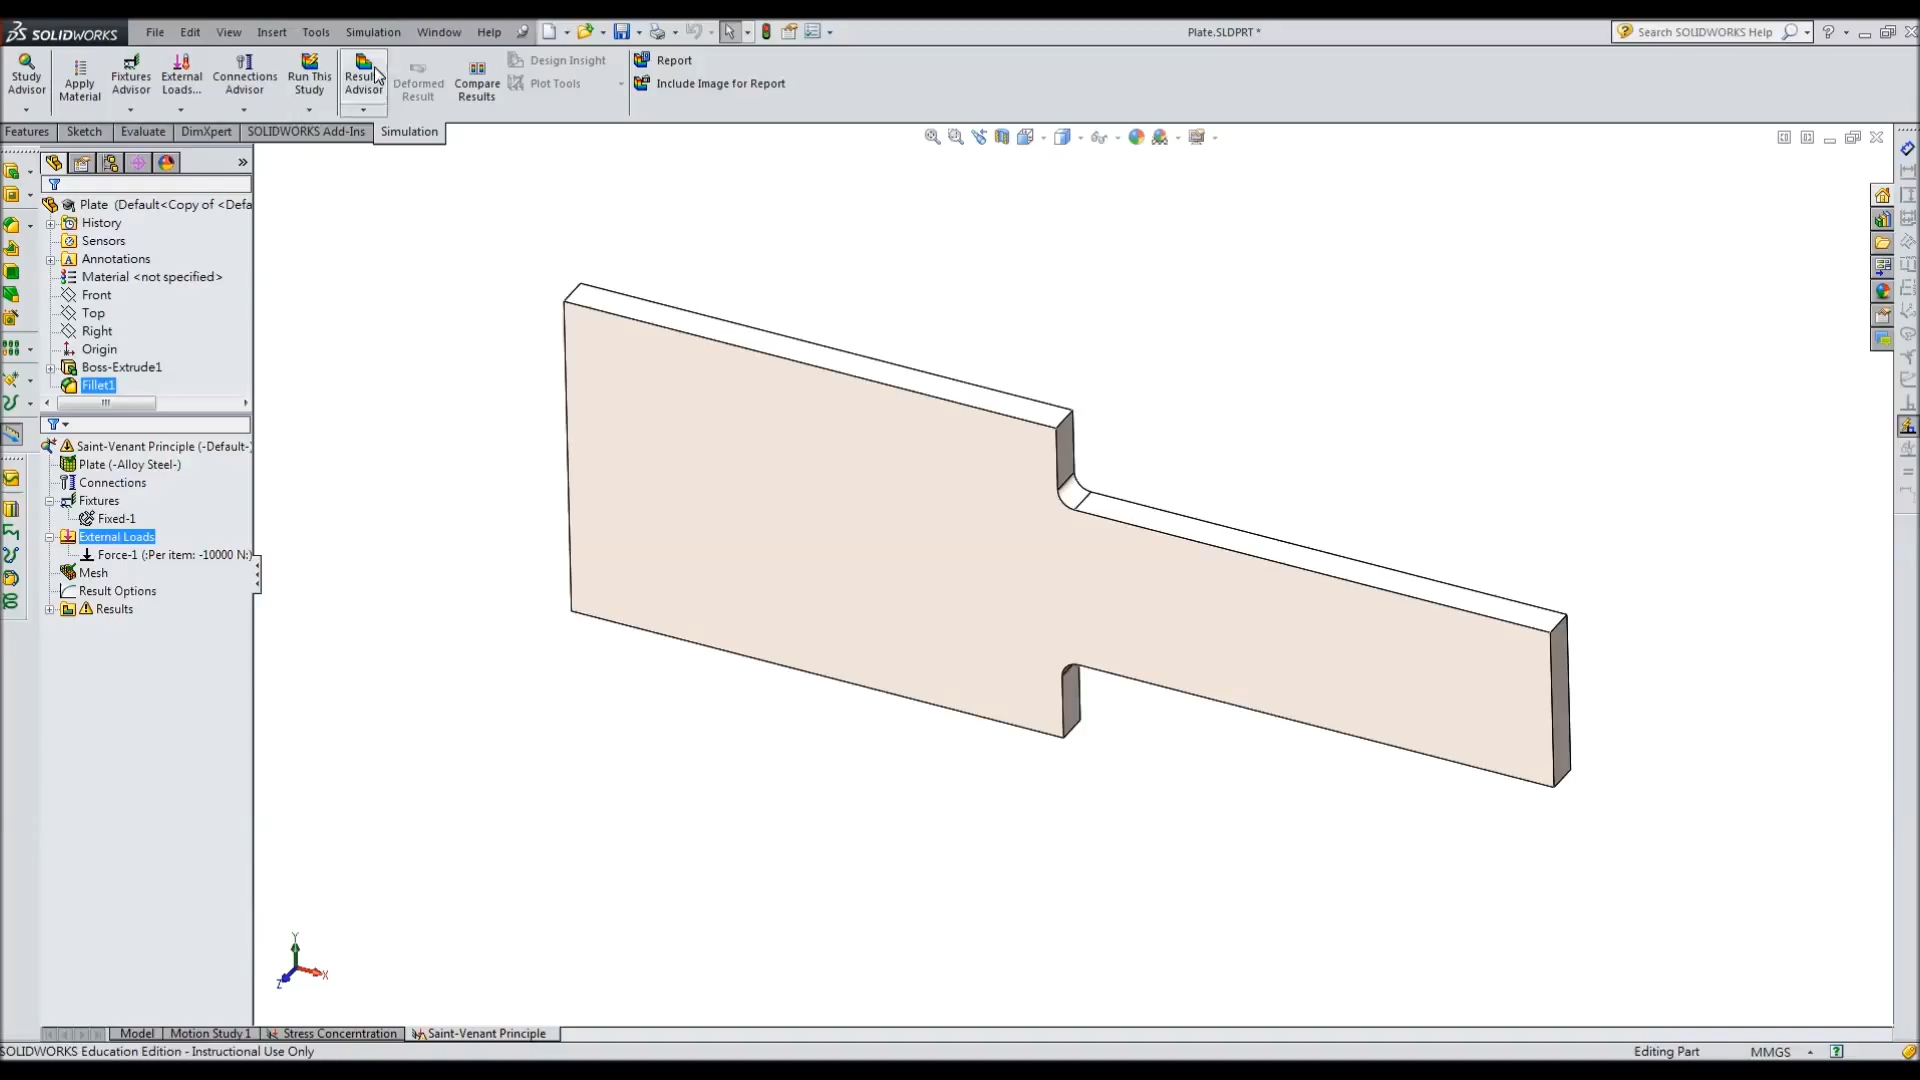 SOLIDWORKS File Edit View Insert Tools Simulation Window Help Plate.SLDPRT * Search SOLIDWORKS Help
Study Advisor
Apply Material
Fixtures Advisor
External Loads...
Connections Advisor
Run This Study
Deformed Result
Compare Results
Design Insight
Plot Tools
Report
Include Image for Report
Features Sketch Evaluate DimXpert SOLIDWORKS Add-Ins Simulation
Plate (Default<Copy of <Defa
History
Sensors
Annotations
Material <not specified>
Front
Top
Right
Origin
Boss-Extrude1
Fillet1
Saint-Venant Principle (-Default-)
Plate (-Alloy Steel-)
Connections
Fixtures
Fixed-1
External Loads
Force-1 (:Per item: -10000 N:)
Mesh
Result Options
Results
Y
X
Z
Model Motion Study 1 Stress Concerntration Saint-Venant Principle
SOLIDWORKS Education Edition - Instructional Use Only Editing Part MMGS